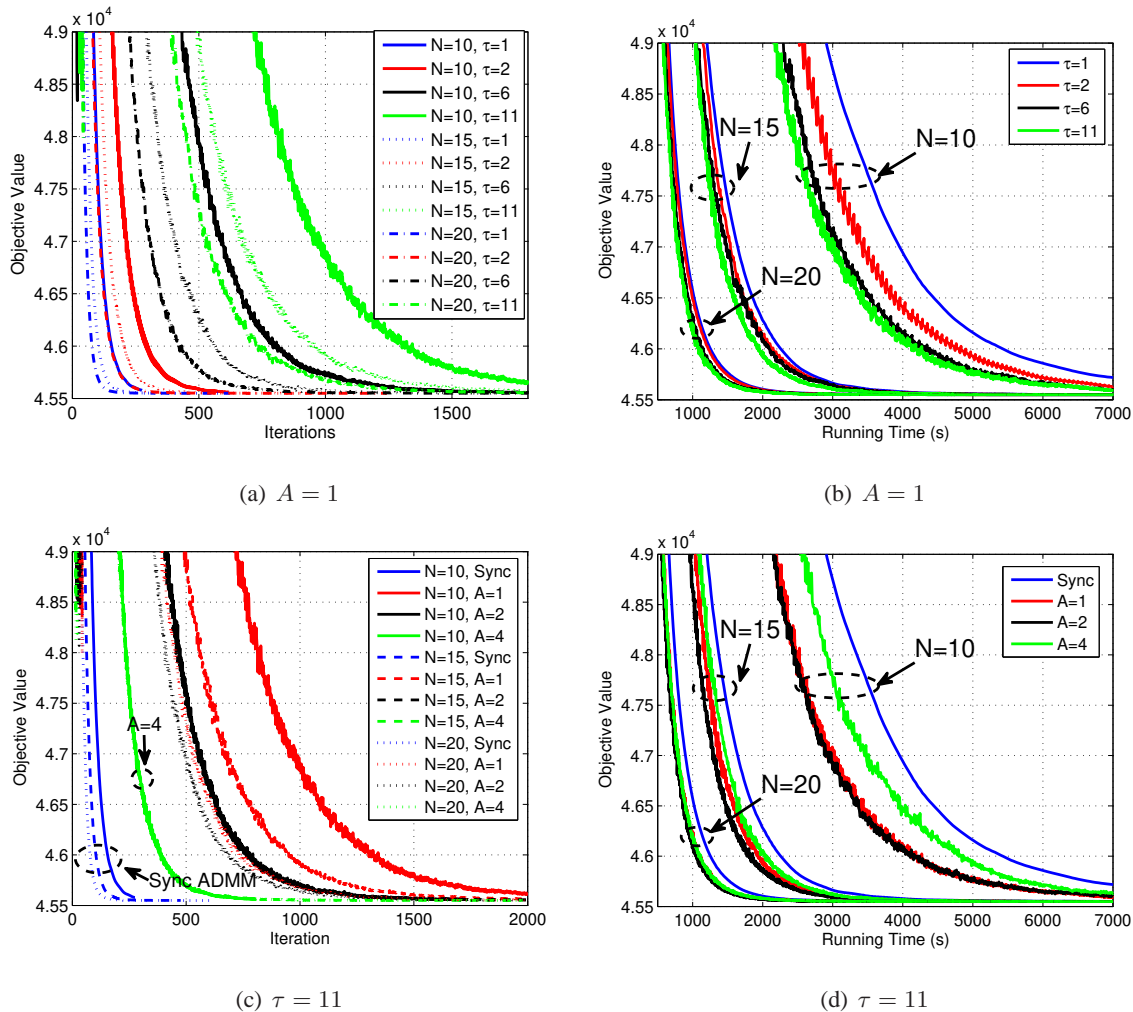 x 10⁴
4.9
4.85
4.8
4.75
4.7
4.65
4.6
4.55
Objective Value
0
500
1000
1500
Iterations
N=10, τ=1
N=10, τ=2
N=10, τ=6
N=10, τ=11
N=15, τ=1
N=15, τ=2
N=15, τ=6
N=15, τ=11
N=20, τ=1
N=20, τ=2
N=20, τ=6
N=20, τ=11
(a) A = 1
x 10⁴
4.9
4.85
4.8
4.75
4.7
4.65
4.6
4.55
Objective Value
1000
2000
3000
4000
5000
6000
7000
Running Time (s)
τ=1
τ=2
τ=6
τ=11
N=15
N=10
N=20
(b) A = 1
x 10⁴
4.9
4.85
4.8
4.75
4.7
4.65
4.6
4.55
Objective Value
0
500
1000
1500
2000
Iteration
N=10, Sync
N=10, A=1
N=10, A=2
N=10, A=4
N=15, Sync
N=15, A=1
N=15, A=2
N=15, A=4
N=20, Sync
N=20, A=1
N=20, A=2
N=20, A=4
A=4
Sync ADMM
(c) τ = 11
x 10⁴
4.9
4.85
4.8
4.75
4.7
4.65
4.6
4.55
Objective Value
1000
2000
3000
4000
5000
6000
7000
Running Time (s)
Sync
A=1
A=2
A=4
N=15
N=10
N=20
(d) τ = 11